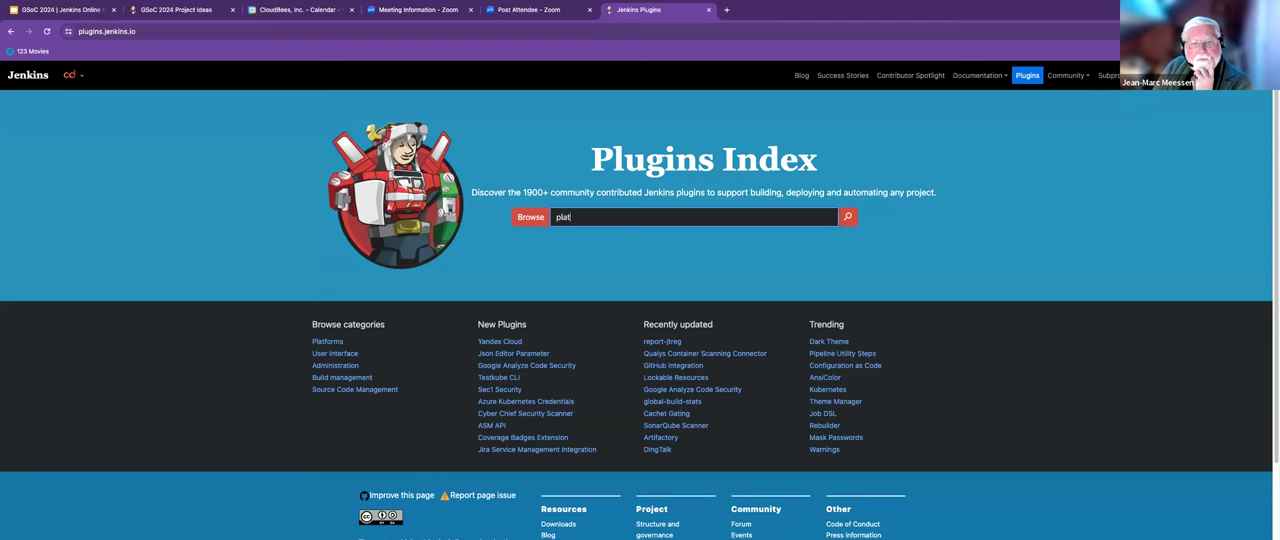 GSoC 2024 | Jenkins Online
GSoC 2024 Project Ideas
CloudBees, Inc. - Calendar -
Meeting Information - Zoom
Post Attendee - Zoom
Jenkins Plugins
plugins.jenkins.io
123 Movies
Jenkins
cd
Blog Success Stories Contributor Spotlight Documentation Plugins Community Subpro
Jean-Marc Meessen
Plugins Index
Discover the 1900+ community contributed Jenkins plugins to support building, deploying and automating any project.
Browse plat
Browse categories
Platforms
User Interface
Administration
Build management
Source Code Management
New Plugins
Yandex Cloud
Json Editor Parameter
Google Analyze Code Security
Testkube CLI
Sec1 Security
Azure Kubernetes Credentials
Cyber Chief Security Scanner
ASM API
Coverage Badges Extension
Jira Service Management Integration
Recently updated
report-jtreg
Qualys Container Scanning Connector
GitHub Integration
Lockable Resources
Google Analyze Code Security
global-build-stats
Cachet Gating
SonarQube Scanner
Artifactory
DingTalk
Trending
Dark Theme
Pipeline Utility Steps
Configuration as Code
AnsiColor
Kubernetes
Theme Manager
Job DSL
Rebuilder
Mask Passwords
Warnings
Improve this page Report page issue
Resources
Downloads
Blog
Project
Structure and
governance
Community
Forum
Events
Other
Code of Conduct
Press information